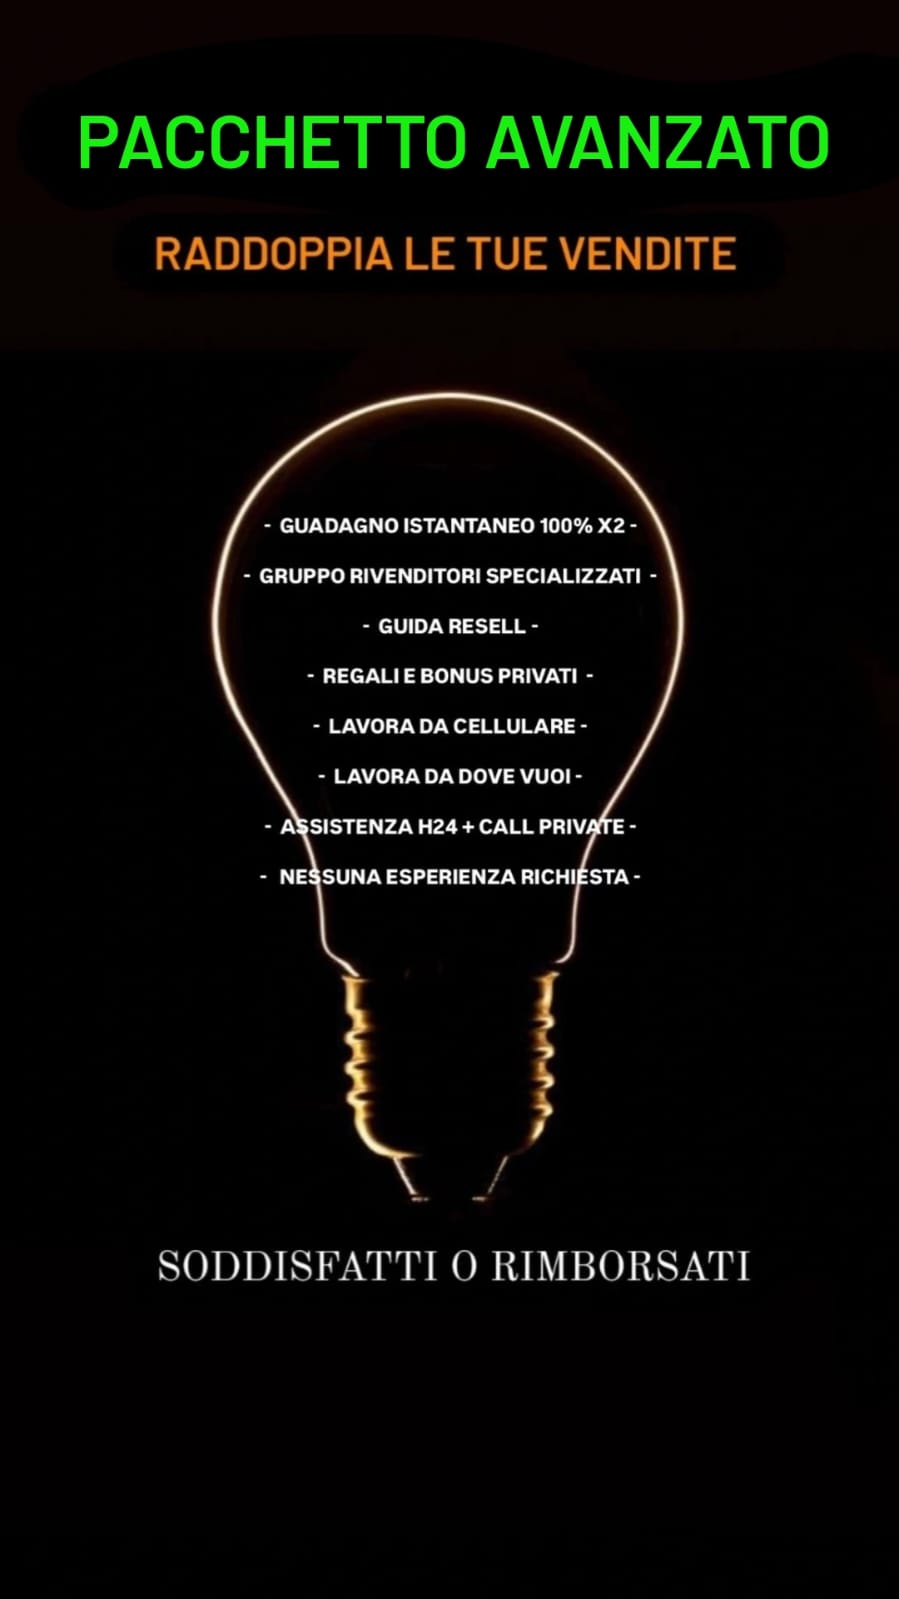 PACCHETTO AVANZATO
RADDOPPIA LE TUE VENDITE
- GUADAGNO ISTANTANEO 100% X2 -
- GRUPPO RIVENDITORI SPECIALIZZATI -
- GUIDA RESELL -
- REGALI E BONUS PRIVATI -
- LAVORA DA CELLULARE -
- LAVORA DA DOVE VUOI -
- ASSISTENZA H24 + CALL PRIVATE -
- NESSUNA ESPERIENZA RICHIESTA -
SODDISFATTI O RIMBORSATI